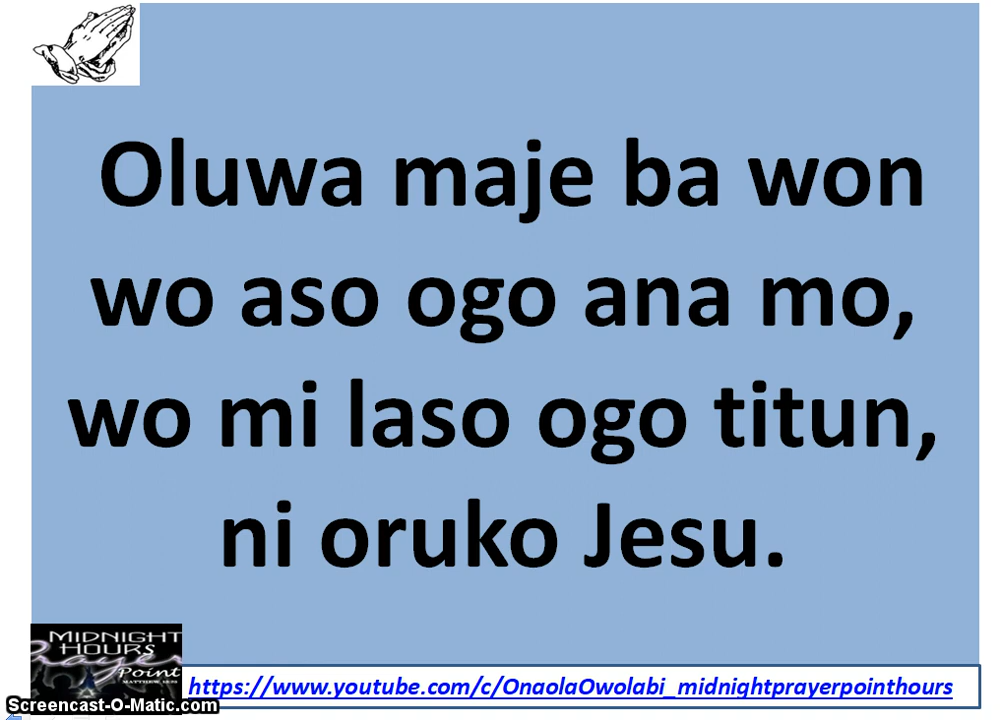 Oluwa maje ba won
wo aso ogo ana mo,
wo mi laso ogo titun,
ni oruko Jesu.
MIDNIGHT
HOURS
Prayer
Point
https://www.youtube.com/c/OnaolaOwolabi_midnightprayerpointhours
Screencast-O-Matic.com